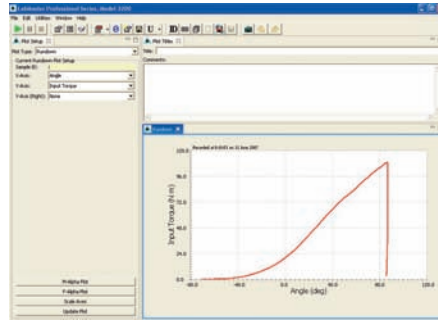 LabMaster Professional Series, Model 3200
File Edit Utilities Window Help
Plot Setup
Plot Type: Rundown
Current Rundown Plot Setup
Sample ID: 1
X-Axis: Angle
Y-Axis: Input Torque
Y-Axis (Right): None
M-Alpha Plot
F-Alpha Plot
Scale Axes
Update Plot
Plot Titles
Title:
Comments:
Rundown
120.0
96.0
72.0
48.0
24.0
0.0
Input Torque (N·m)
-80.0
-40.0
0.0
40.0
80.0
120.0
Angle (deg)